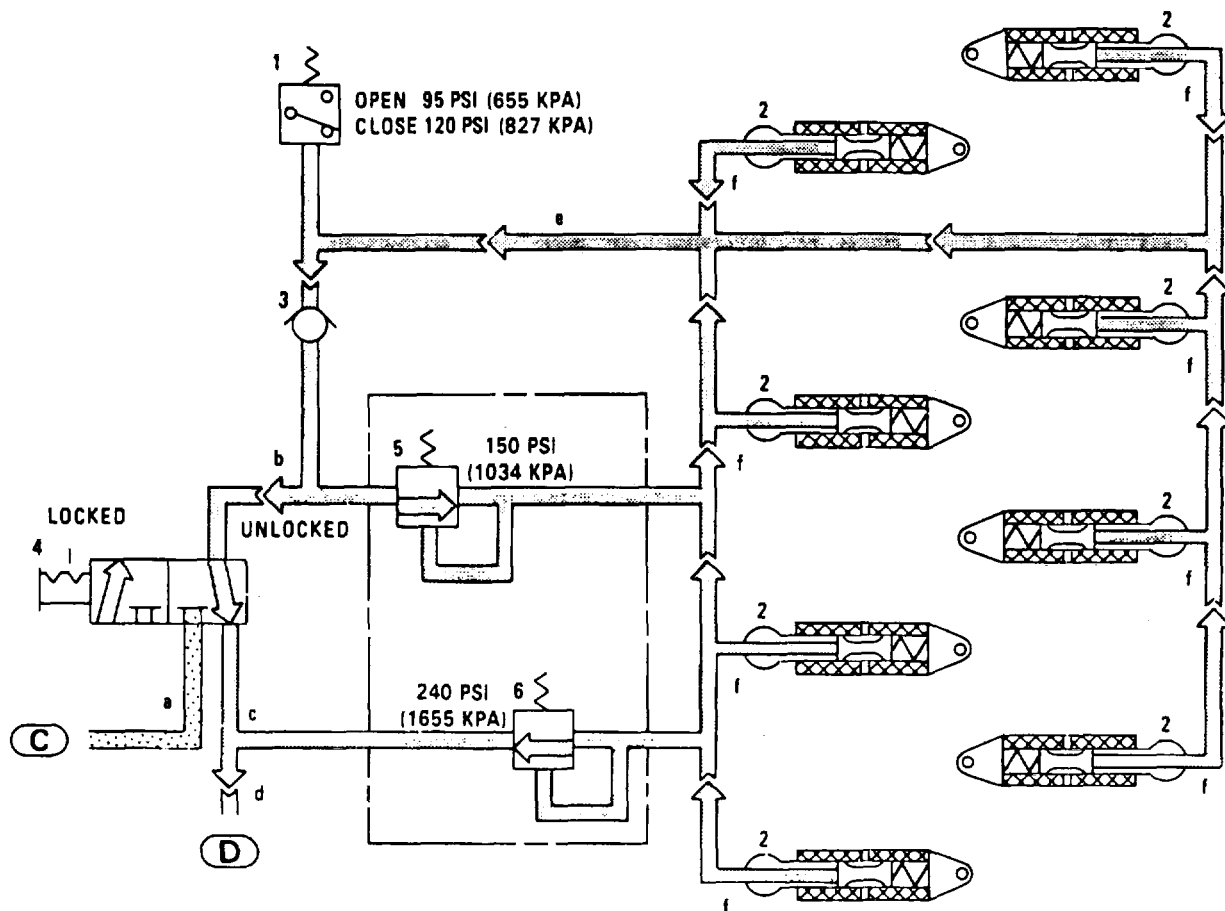 2
1
OPEN 95 PSI (655 KPA)
CLOSE 120 PSI (827 KPA)
2
f
f
e
3
2
f
2
f
5
150 PSI
(1034 KPA)
b
UNLOCKED
LOCKED
4
2
f
2
f
240 PSI
(1655 KPA)
6
a
c
C
d
D
2
f
2
f